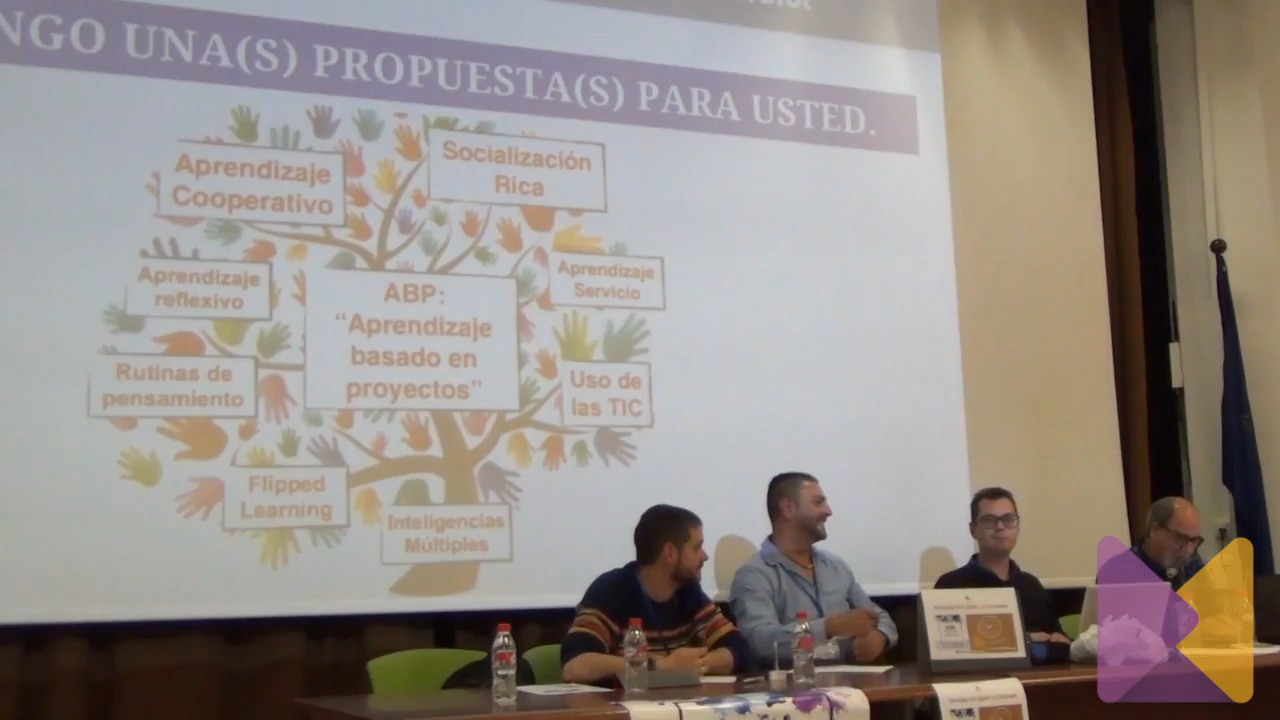 NGO UNA(S) PROPUESTA(S) PARA USTED.
Aprendizaje
Cooperativo
Socialización
Rica
Aprendizaje
reflexivo
ABP:
“Aprendizaje
basado en
proyectos”
Aprendizaje
Servicio
Rutinas de
pensamiento
Uso de
las TIC
Flipped
Learning
Inteligencias
Múltiples